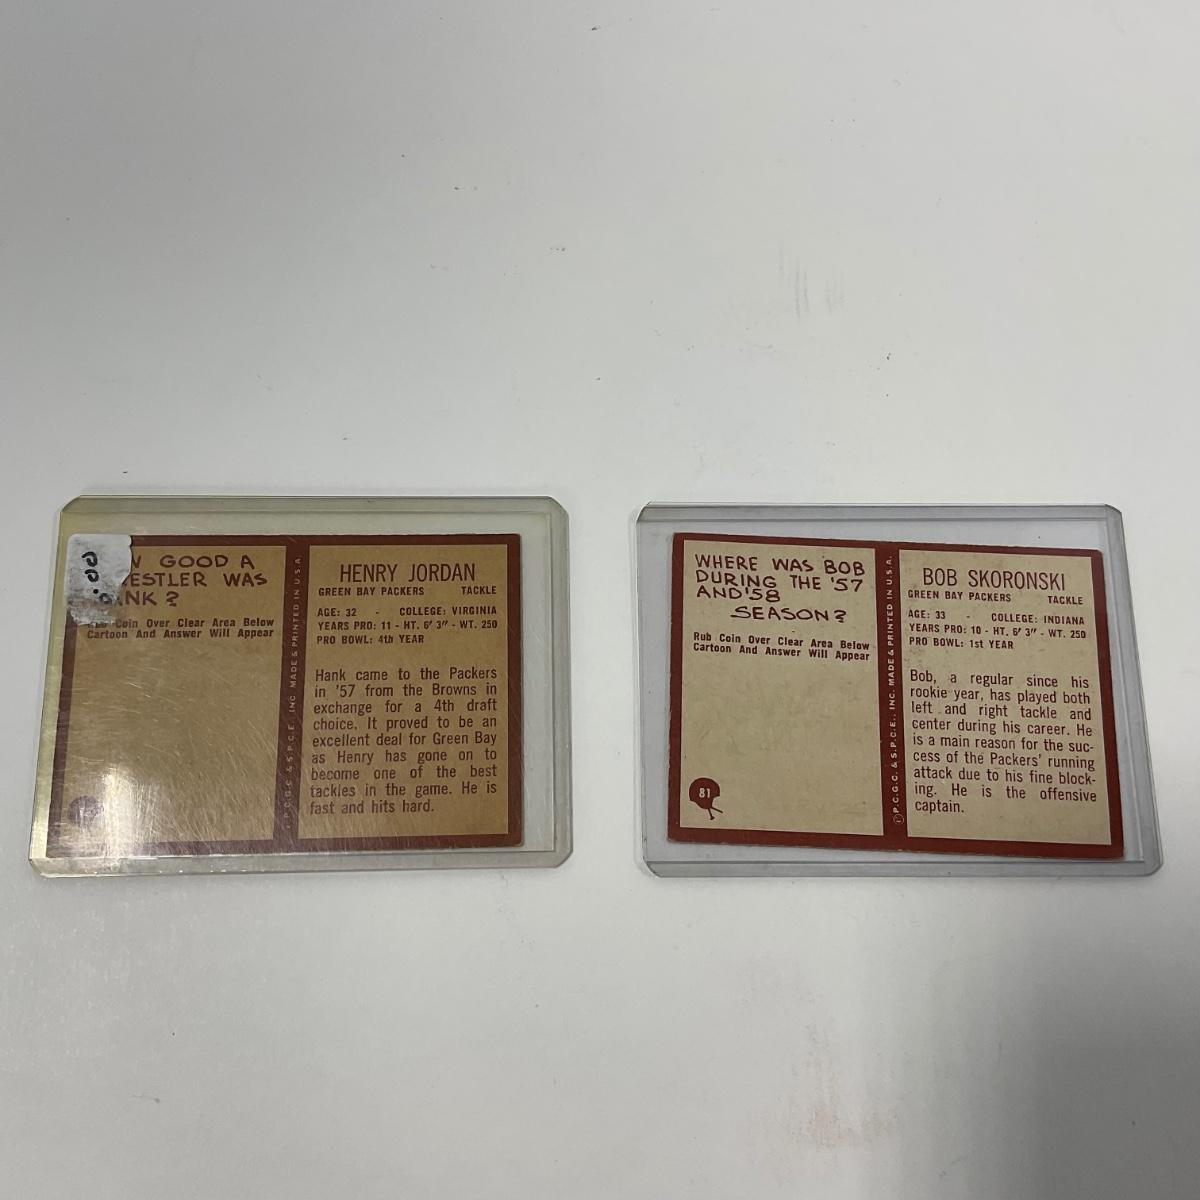 GOOD A
WAS
Coin Over Clear Area Below
Cartoon And Answer Will Appear
INC. MADE & PRINTED IN U.S.A.
P.C.G.C. & S.P.C.E.,
HENRY JORDAN
GREEN BAY PACKERS TACKLE
AGE: 32 - COLLEGE: VIRGINIA
YEARS PRO: 11 - HT. 6' 3" - WT. 250
PRO BOWL: 4th YEAR
Hank came to the Packers
in '57 from the Browns in
exchange for a 4th draft
choice. It proved to be an
excellent deal for Green Bay
as Henry has gone on to
become one of the best
tackles in the game. He is
fast and hits hard.
WHERE WAS BOB
DURING THE '57
AND '58
SEASON?
Rub Coin Over Clear Area Below
Cartoon And Answer Will Appear
81
©P.C.G.C. & S.P.C.E., INC. MADE & PRINTED IN U.S.A.
BOB SKORONSKI
GREEN BAY PACKERS TACKLE
AGE: 33 - COLLEGE: INDIANA
YEARS PRO: 10 - HT. 6' 3" - WT. 250
PRO BOWL: 1st YEAR
Bob, a regular since his
rookie year, has played both
left and right tackle and
center during his career. He
is a main reason for the suc-
cess of the Packers' running
attack due to his fine block-
ing. He is the offensive
captain.